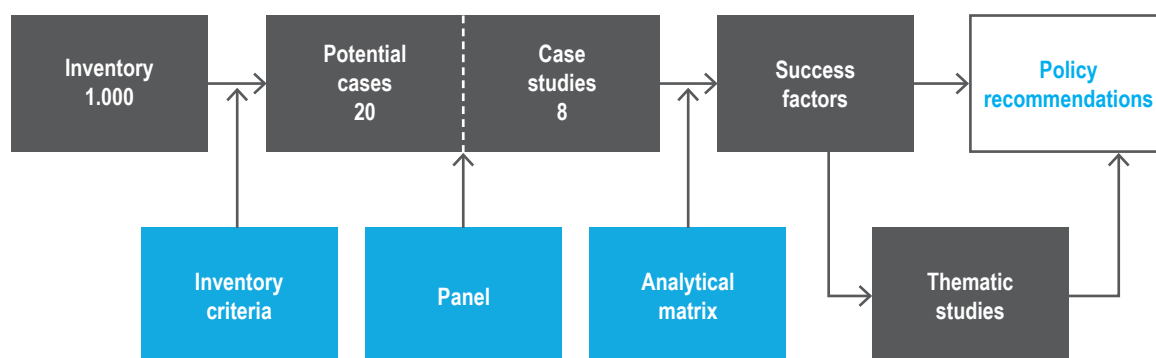 Inventory
1.000
Potential
cases
20
Case
studies
8
Success
factors
Policy
recommendations
Inventory
criteria
Panel
Analytical
matrix
Thematic
studies